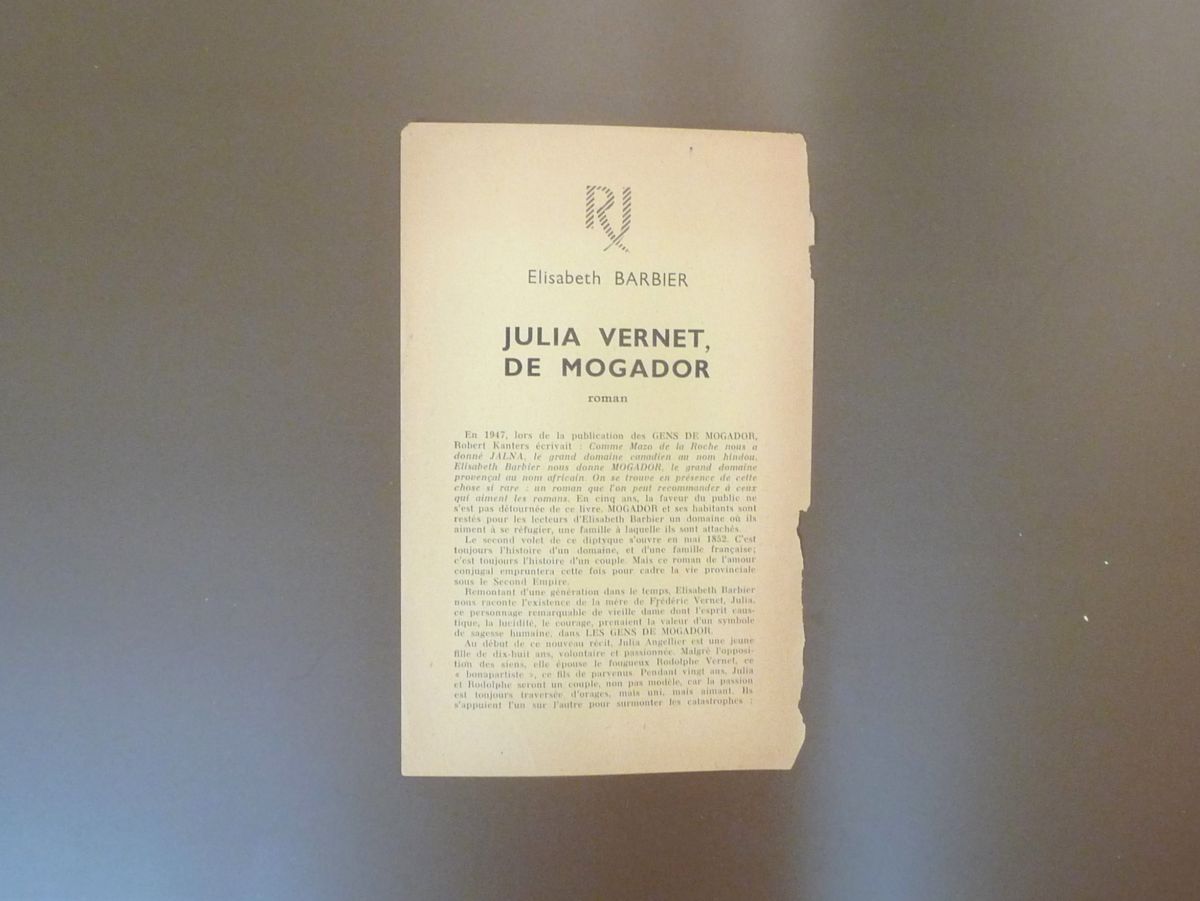 RJ
Elisabeth BARBIER
JULIA VERNET,
DE MOGADOR
roman
En 1947, lors de la publication des GENS DE MOGADOR,
Robert Kanters écrivait : Comme Mazo de la Roche nous a
donné JALNA, le grand domaine canadien au nom hindou,
Elisabeth Barbier nous donne MOGADOR, le grand domaine
provençal au nom africain. On se trouve en présence de cette
chose si rare : un roman que l'on peut recommander à ceux
qui aiment les romans. En cinq ans, la faveur du public ne
s'est pas détournée de ce livre. MOGADOR et ses habitants sont
restés pour les lecteurs d'Elisabeth Barbier un domaine où ils
aiment à se réfugier, une famille à laquelle ils sont attachés.
Le second volet de ce diptyque s'ouvre en mai 1852. C'est
toujours l'histoire d'un domaine, et d'une famille française;
c'est toujours l'histoire d'un couple. Mais ce roman de l'amour
conjugal empruntera cette fois pour cadre la vie provinciale
sous le Second Empire.
Remontant d'une génération dans le temps, Elisabeth Barbier
nous raconte l'existence de la mère de Frédéric Vernet, Julia,
ce personnage remarquable de vieille dame dont l'esprit caus-
tique, la lucidité, le courage, prenaient la valeur d'un symbole
de sagesse humaine, dans LES GENS DE MOGADOR.
Au début de ce nouveau récit, Julia Angellier est une jeune
fille de dix-huit ans, volontaire et passionnée. Malgré l'opposi-
tion des siens, elle épouse le fougueux Rodolphe Vernet, ce
« bonapartiste », ce fils de parvenus. Pendant vingt ans, Julia
et Rodolphe seront un couple, non pas modèle, car la passion
est toujours traversée d'orages, mais uni, mais aimant. Ils
s'appuient l'un sur l'autre pour surmonter les catastrophes :